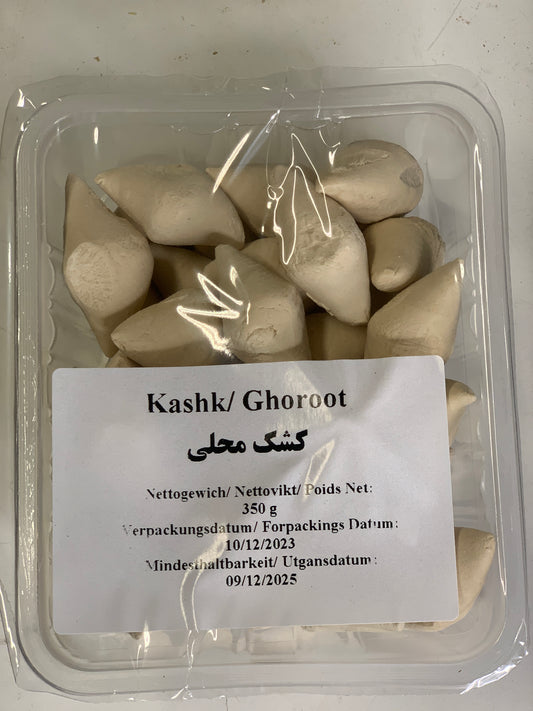 Kashk/ Ghoroot
کشک محلی
Nettogewich/ Nettovikt/ Poids Net:
350 g
Verpackungsdatum/ Forpackings Datum:
10/12/2023
Mindesthaltbarkeit/ Utgansdatum:
09/12/2025